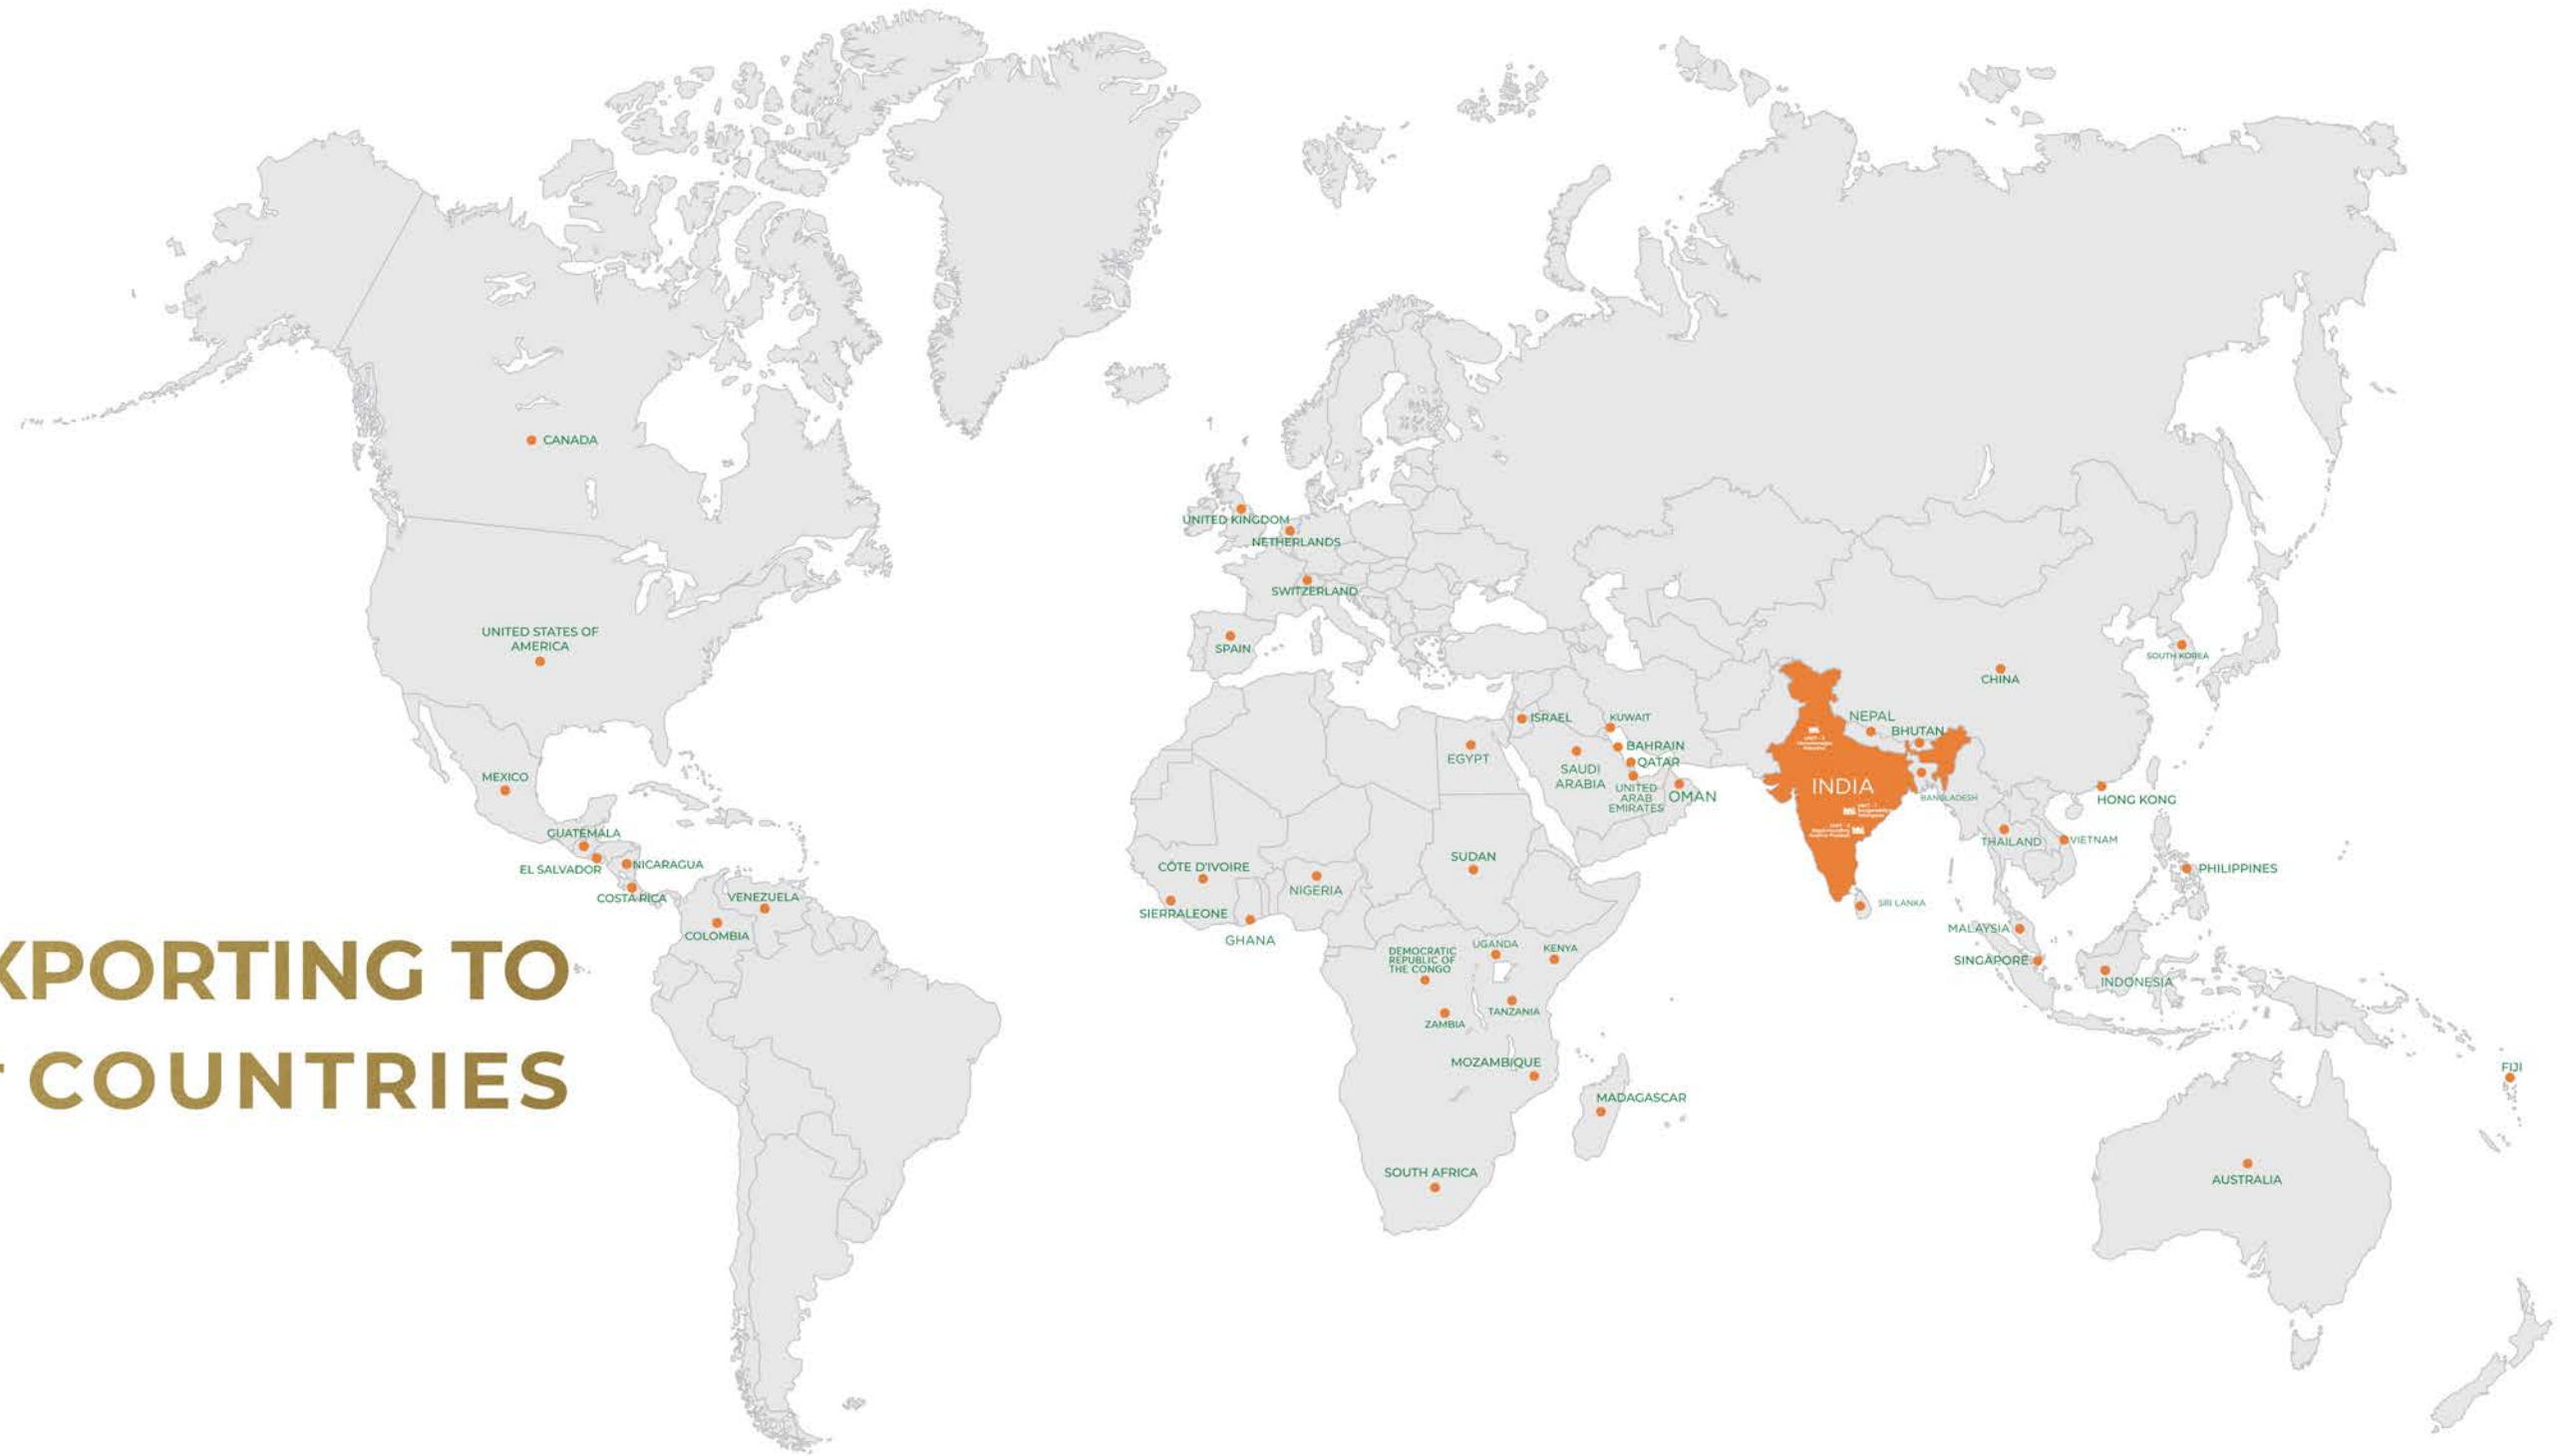 CANADA
UNITED KINGDOM
NETHERLANDS
SWITZERLAND
UNITED STATES OF
AMERICA
SPAIN
SOUTH KOREA
CHINA
ISRAEL
KUWAIT
NEPAL
BHUTAN
BAHRAIN
EGYPT
QATAR
SAUDI
ARABIA
UNITED
ARAB
EMIRATES
OMAN
INDIA
BANGLADESH
HONG KONG
MEXICO
GUATEMALA
EL SALVADOR
NICARAGUA
COSTA RICA
VENEZUELA
COLOMBIA
CÔTE D'IVOIRE
NIGERIA
SUDAN
SIERRALEONE
GHANA
THAILAND
VIETNAM
PHILIPPINES
SRI LANKA
MALAYSIA
SINGAPORE
INDONESIA
DEMOCRATIC
REPUBLIC OF
THE CONGO
UGANDA
KENYA
TANZANIA
ZAMBIA
MOZAMBIQUE
MADAGASCAR
SOUTH AFRICA
FIJI
AUSTRALIA
XPORTING TO
COUNTRIES